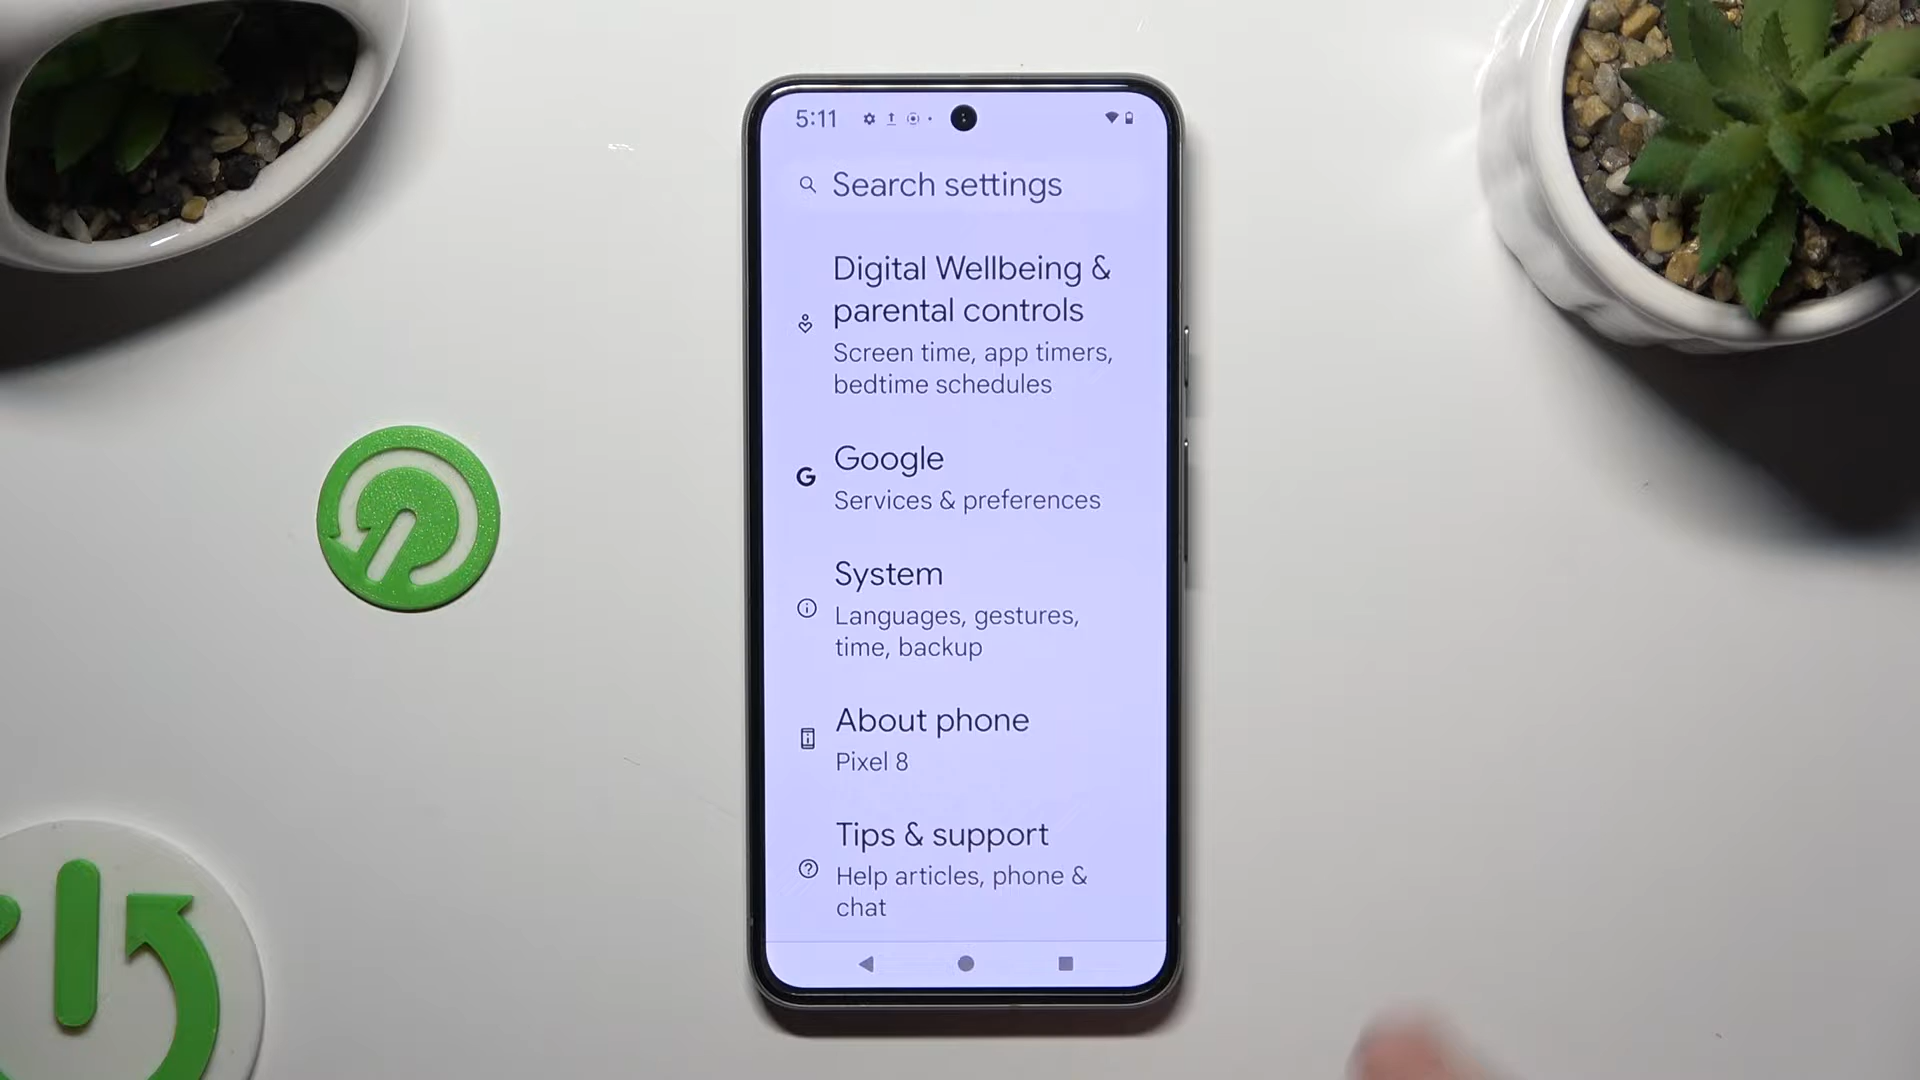 5:11
Search settings
Digital Wellbeing &
parental controls
Screen time, app timers,
bedtime schedules
Google
Services & preferences
System
Languages, gestures,
time, backup
About phone
Pixel 8
Tips & support
Help articles, phone &
chat